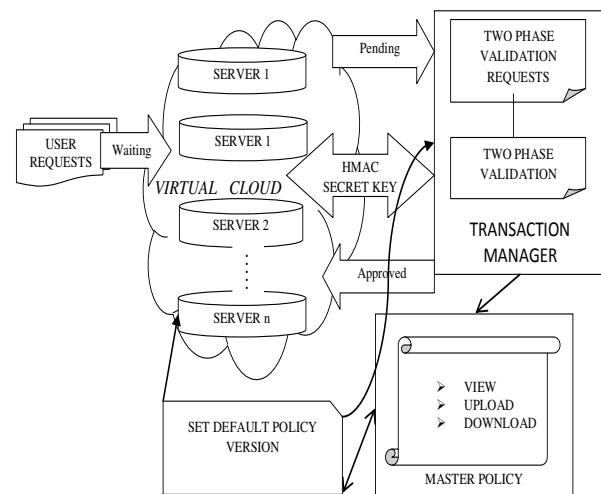 SERVER 1
Pending
TWO PHASE
VALIDATION
REQUESTS
USER
REQUESTS
Waiting
SERVER 1
VIRTUAL CLOUD
HMAC
SECRET KEY
TWO PHASE
VALIDATION
SERVER 2
TRANSACTION
MANAGER
Approved
SERVER n
SET DEFAULT POLICY
VERSION
VIEW
UPLOAD
DOWNLOAD
MASTER POLICY